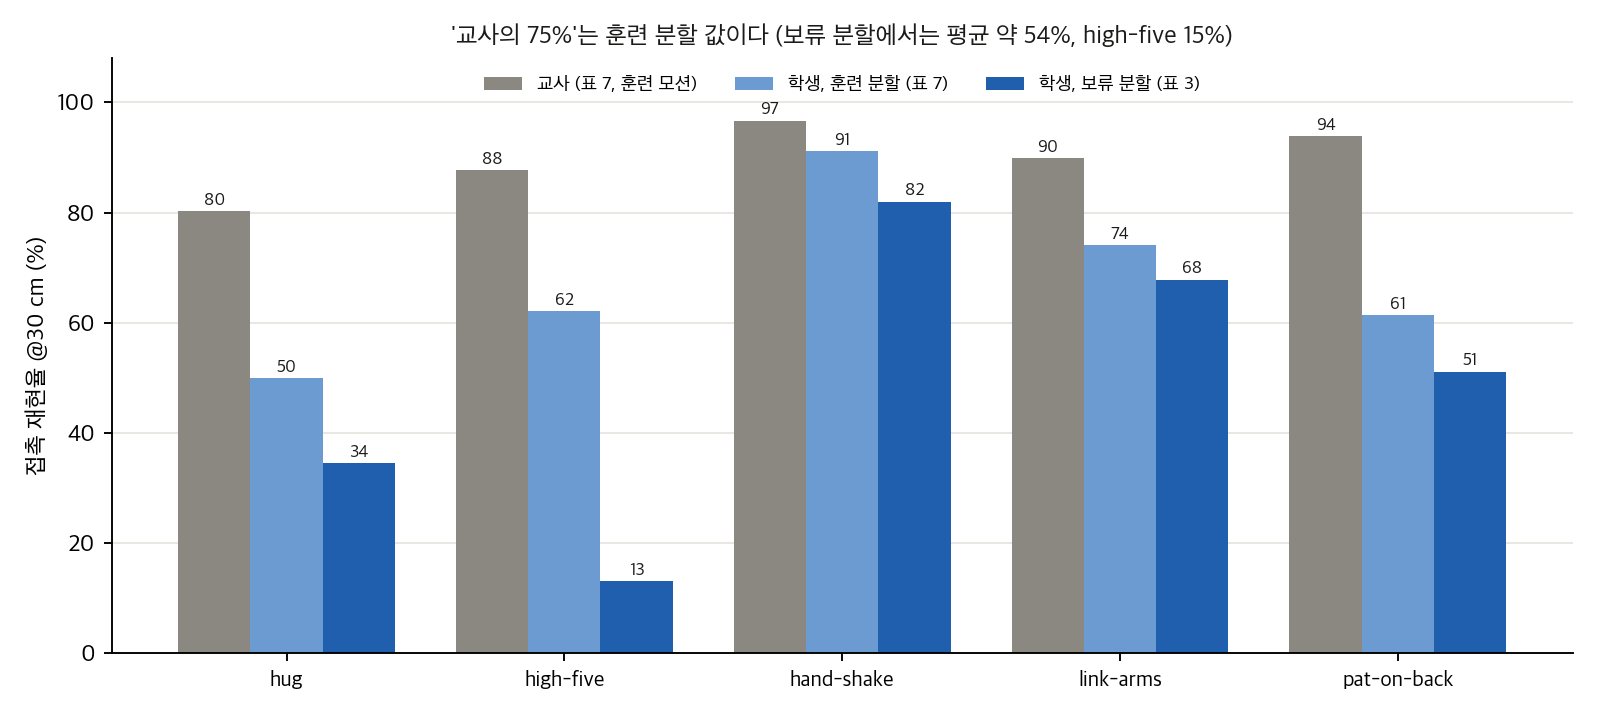 '교사의 75%'는 훈련 분할 값이다 (보류 분할에서는 평균 약 54%, high-five 15%)
교사 (표 7, 훈련 모션)
학생, 훈련 분할 (표 7)
학생, 보류 분할 (표 3)
접촉 재현율 @30 cm (%)
100
80
60
40
20
0
80
50
34
88
62
13
97
91
82
90
74
68
94
61
51
hug
high-five
hand-shake
link-arms
pat-on-back